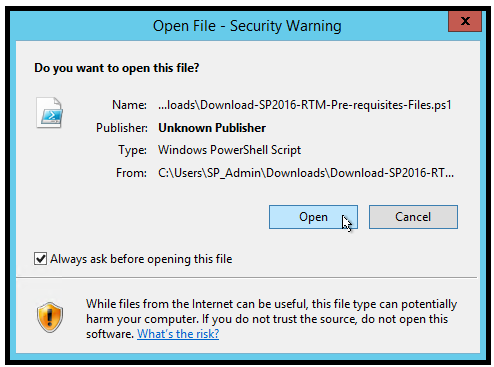 Open File - Security Warning
x
Do you want to open this file?
Name: ...loads\Download-SP2016-RTM-Pre-requisites-Files.ps1
Publisher: Unknown Publisher
Type: Windows PowerShell Script
From: C:\Users\SP_Admin\Downloads\Download-SP2016-RT...
Open Cancel
Always ask before opening this file
While files from the Internet can be useful, this file type can potentially
harm your computer. If you do not trust the source, do not open this
software. What's the risk?